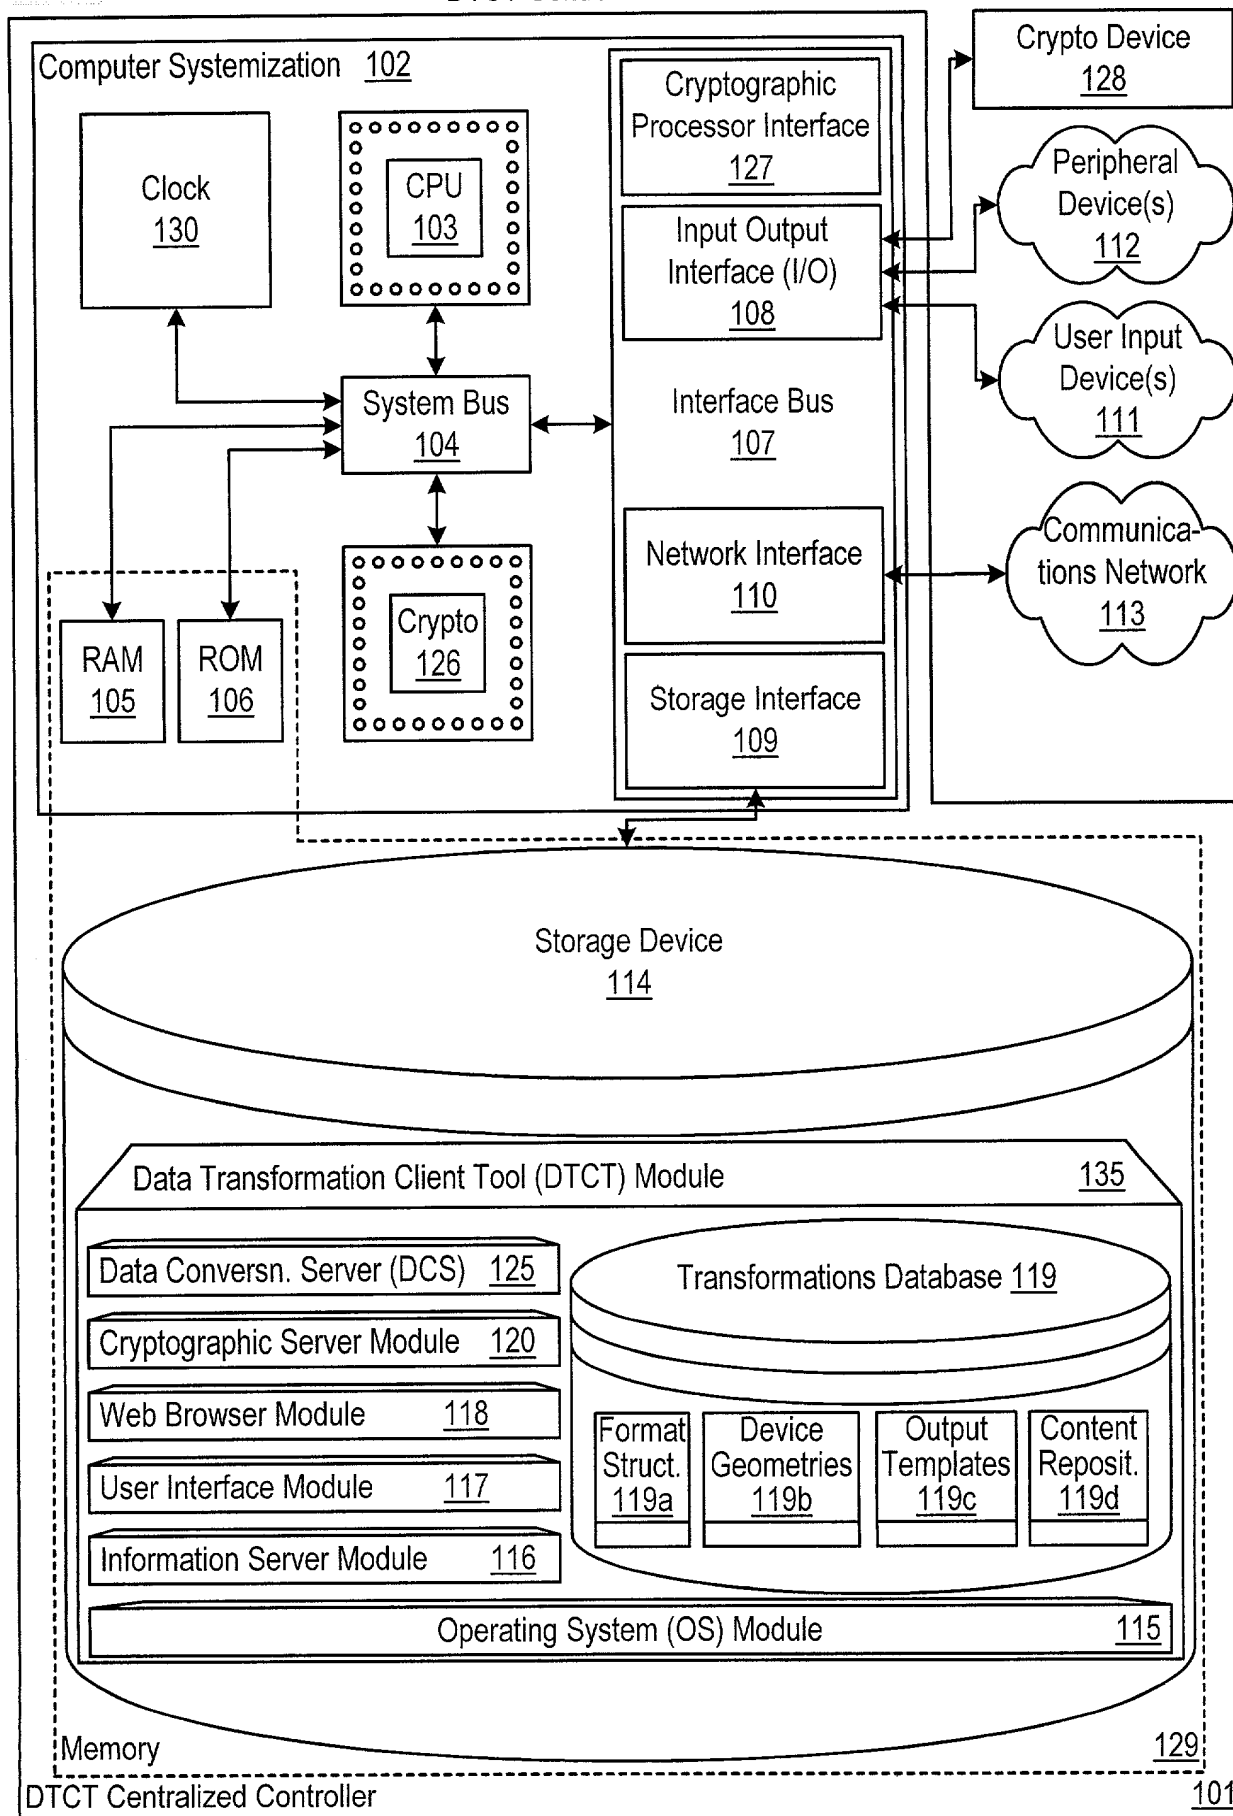 Computer Systemization 102
Clock
130
CPU
103
System Bus
104
Crypto
126
RAM
105
ROM
106
Cryptographic
Processor Interface
127
Input Output
Interface (I/O)
108
Interface Bus
107
Network Interface
110
Storage Interface
109
Crypto Device
128
Peripheral
Device(s)
112
User Input
Device(s)
111
Communica-
tions Network
113
Storage Device
114
Data Transformation Client Tool (DTCT) Module 135
Data Conversn. Server (DCS) 125
Cryptographic Server Module 120
Web Browser Module 118
User Interface Module 117
Information Server Module 116
Transformations Database 119
Format
Struct.
119a
Device
Geometries
119b
Output
Templates
119c
Content
Reposit.
119d
Operating System (OS) Module 115
Memory 129
DTCT Centralized Controller 101